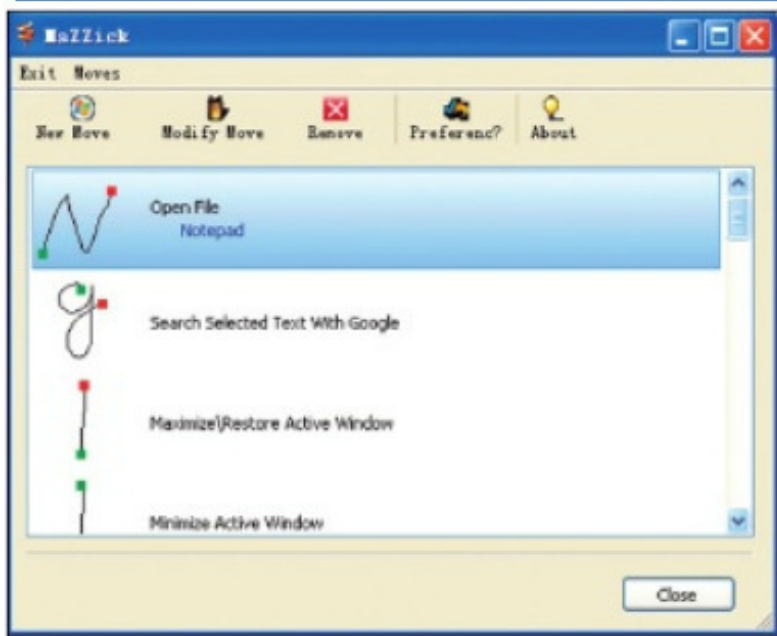 MaZZick
Exit Moves
New Move Modify Move Remove Preferenc? About
Open File
Notepad
Search Selected Text With Google
Maximize\Restore Active Window
Minimize Active Window
Close